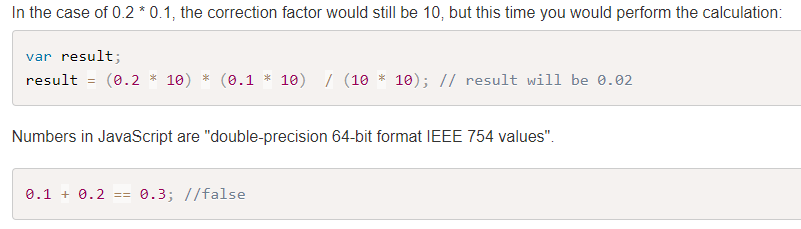 In the case of 0.2 * 0.1, the correction factor would still be 10, but this time you would perform the calculation:
var result;
result = (0.2 * 10) * (0.1 * 10)  / (10 * 10); // result will be 0.02
Numbers in JavaScript are "double-precision 64-bit format IEEE 754 values".
0.1 + 0.2 == 0.3; //false